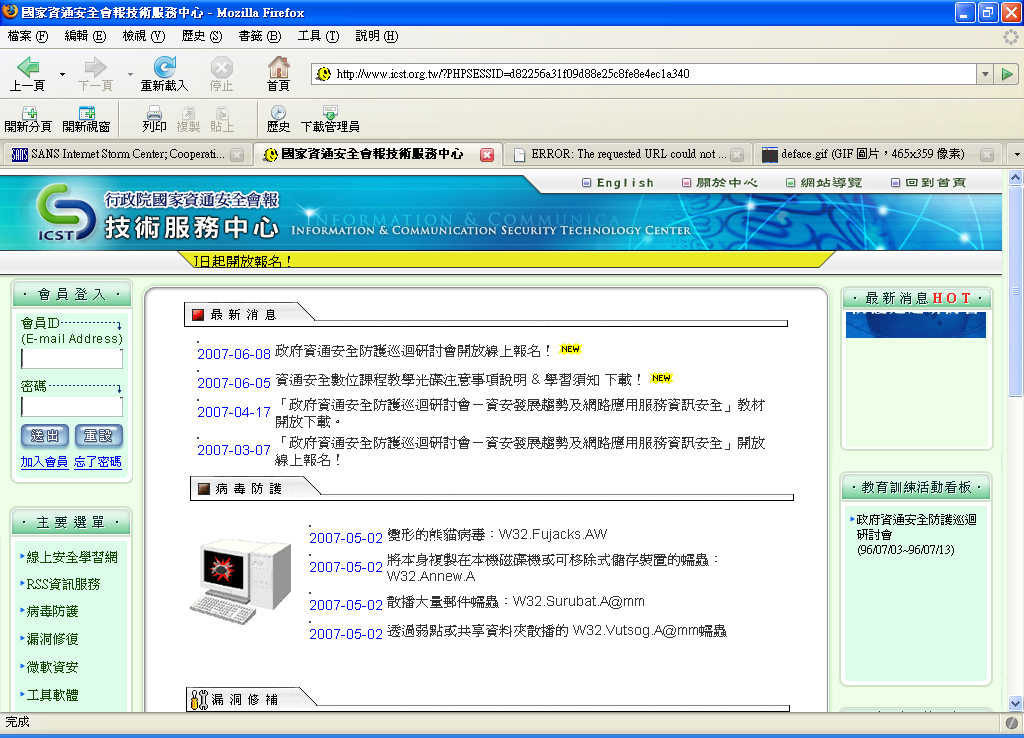 國家資通安全會報技術服務中心 - Mozilla Firefox
檔案 (F) 編輯 (E) 檢視 (V) 歷史 (S) 書籤 (B) 工具 (T) 說明 (H)
上一頁 下一頁 重新載入 停止 首頁 http://www.icst.org.tw/?PHPSESSID=d82256a31f09d88e25c8fe8e4ec1a340
開新分頁 開新視窗 列印 複製 貼上 歷史 下載管理員
SANS Internet Storm Center; Cooperati... 國家資通安全會報技術服務中心 ERROR: The requested URL could not ... deface.gif (GIF 圖片，465x359 像素)
English 關於中心 網站導覽 回到首頁
行政院國家資通安全會報
ICST 技術服務中心 INFORMATION & COMMUNICATION SECURITY TECHNOLOGY CENTER
INFORMATION & COMMUNICA
日起開放報名！
· 會員登入 ·
會員ID
(E-mail Address)
密碼
送出 重設
加入會員 忘了密碼
· 主要選單 ·
線上安全學習網
RSS資訊服務
病毒防護
漏洞修復
微軟資安
工具軟體
最新消息
2007-06-08 政府資通安全防護巡迴研討會開放線上報名！ NEW
2007-06-05 資通安全數位課程教學光碟注意事項說明 & 學習須知 下載！ NEW
2007-04-17 「政府資通安全防護巡迴研討會－資安發展趨勢及網路應用服務資訊安全」教材
開放下載。
2007-03-07 「政府資通安全防護巡迴研討會－資安發展趨勢及網路應用服務資訊安全」開放
線上報名！
病毒防護
2007-05-02 變形的熊貓病毒：W32.Fujacks.AW
2007-05-02 將本身複製在本機磁碟機或可移除式儲存裝置的蠕蟲：
W32.Annew.A
2007-05-02 散播大量郵件蠕蟲：W32.Surubat.A@mm
2007-05-02 透過弱點或共享資料夾散播的 W32.Vutsog.A@mm蠕蟲
漏洞修補
· 最新消息HOT ·
· 教育訓練活動看板 ·
政府資通安全防護巡迴
研討會
(96/07/03~96/07/13)
完成